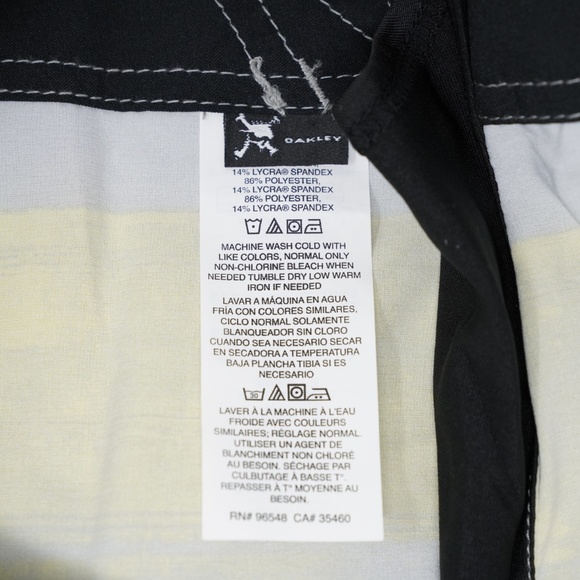 OAKLEY
14% LYCRA® SPANDEX
86% POLYESTER,
14% LYCRA® SPANDEX
86% POLYESTER,
14% LYCRA® SPANDEX
MACHINE WASH COLD WITH
LIKE COLORS, NORMAL ONLY
NON-CHLORINE BLEACH WHEN
NEEDED TUMBLE DRY LOW WARM
IRON IF NEEDED
LAVAR A MÁQUINA EN AGUA
FRÍA CON COLORES SIMILARES,
CICLO NORMAL SOLAMENTE
BLANQUEADOR SIN CLORO
CUANDO SEA NECESARIO SECAR
EN SECADORA A TEMPERATURA
BAJA PLANCHA TIBIA SI ES
NECESARIO
30
LAVER À LA MACHINE À L'EAU
FROIDE AVEC COULEURS
SIMILAIRES; RÉGLAGE NORMAL.
UTILISER UN AGENT DE
BLANCHIMENT NON CHLORÉ
AU BESOIN. SÉCHAGE PAR
CULBUTAGE À BASSE T°.
REPASSER À T° MOYENNE AU
BESOIN.
RN# 96548 CA# 35460